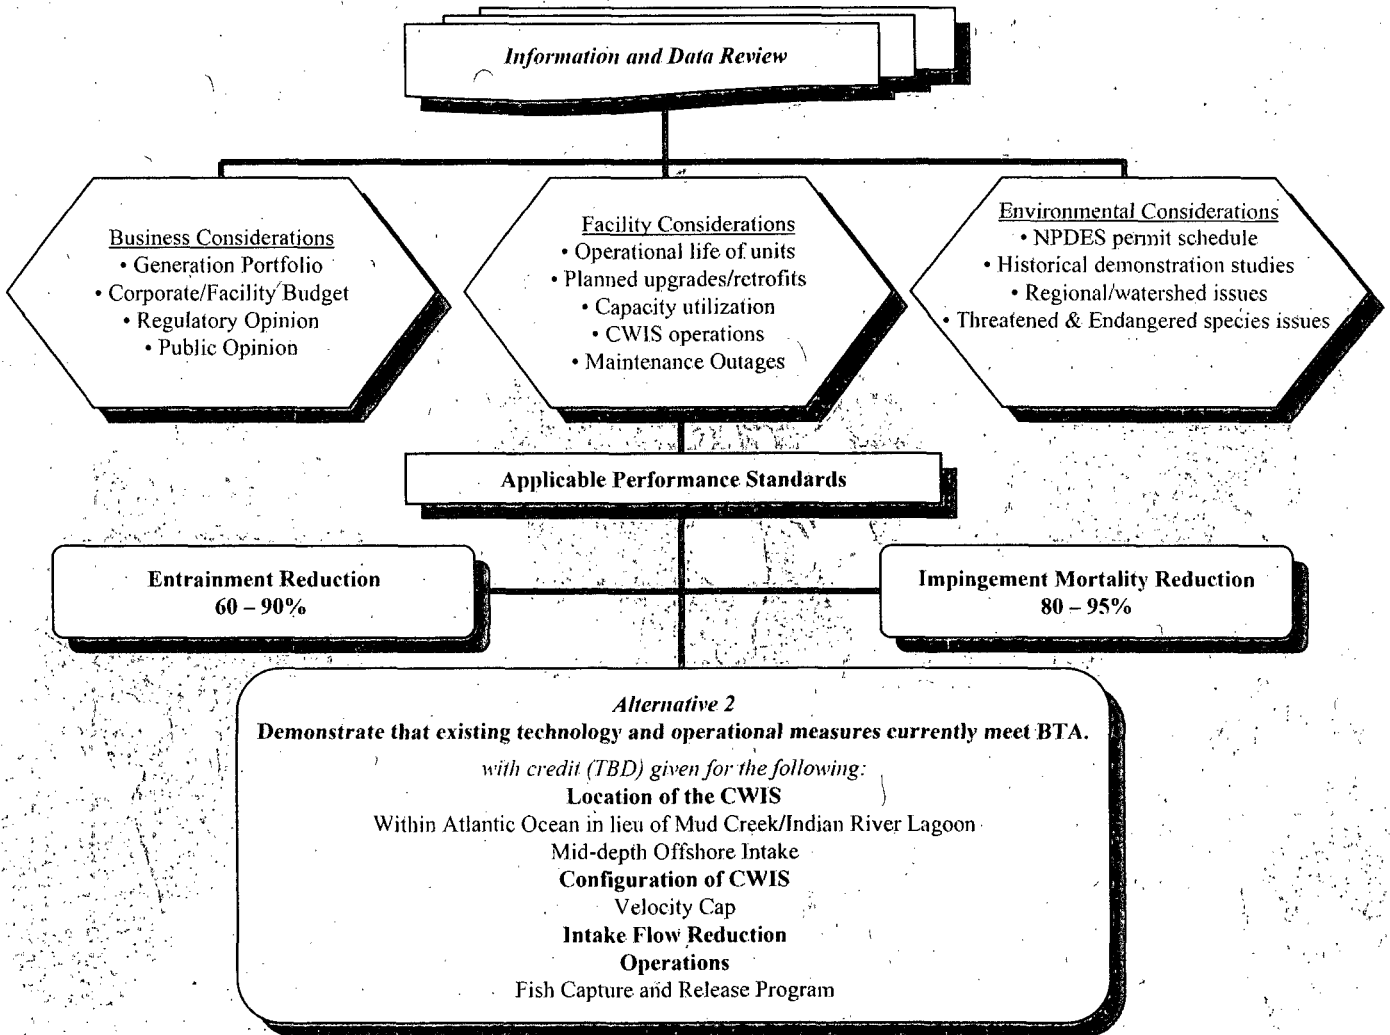 Information and Data Review
Business Considerations
• Generation Portfolio
• Corporate/Facility Budget
• Regulatory Opinion
• Public Opinion
Facility Considerations
• Operational life of units
• Planned upgrades/retrofits
• Capacity utilization
• CWIS operations
• Maintenance Outages
Environmental Considerations
• NPDES permit schedule
• Historical demonstration studies
• Regional/watershed issues
• Threatened & Endangered species issues
Applicable Performance Standards
Entrainment Reduction
60 – 90%
Impingement Mortality Reduction
80 – 95%
Alternative 2
Demonstrate that existing technology and operational measures currently meet BTA.
with credit (TBD) given for the following:
Location of the CWIS
Within Atlantic Ocean in lieu of Mud Creek/Indian River Lagoon
Mid-depth Offshore Intake
Configuration of CWIS
Velocity Cap
Intake Flow Reduction
Operations
Fish Capture and Release Program